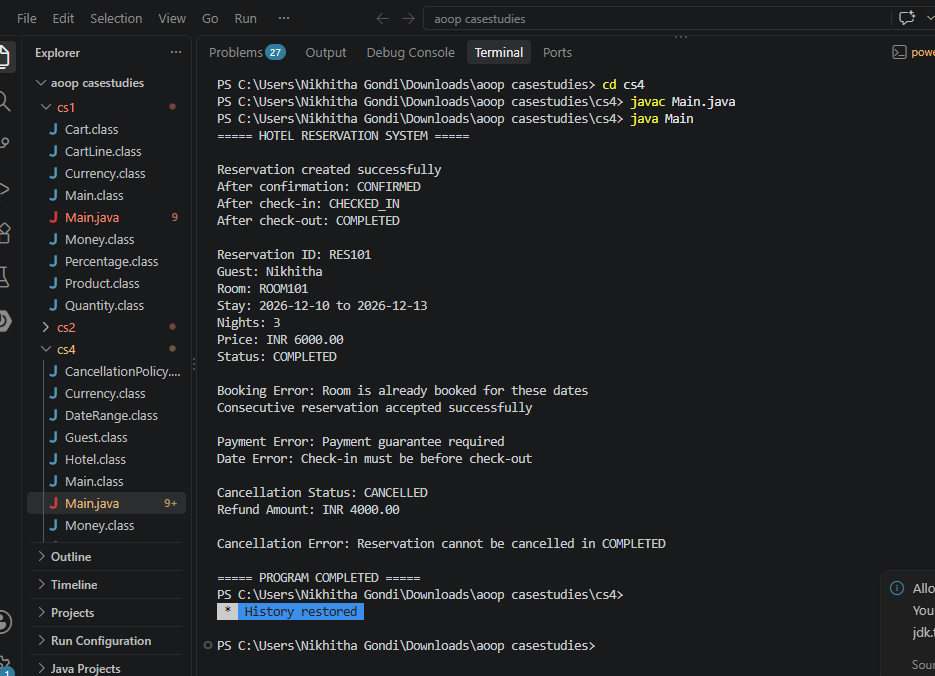 File Edit Selection View Go Run ···
aoop casestudies
Explorer ···
aoop casestudies
cs1
Cart.class
CartLine.class
Currency.class
Main.class
Main.java 9
Money.class
Percentage.class
Product.class
Quantity.class
cs2
cs4
CancellationPolicy....
Currency.class
DateRange.class
Guest.class
Hotel.class
Main.class
Main.java 9+
Money.class
Outline
Timeline
Projects
Run Configuration
Java Projects
1
Problems 27 Output Debug Console Terminal Ports
PS C:\Users\Nikhitha Gondi\Downloads\aoop casestudies> cd cs4
PS C:\Users\Nikhitha Gondi\Downloads\aoop casestudies\cs4> javac Main.java
PS C:\Users\Nikhitha Gondi\Downloads\aoop casestudies\cs4> java Main
===== HOTEL RESERVATION SYSTEM =====
Reservation created successfully
After confirmation: CONFIRMED
After check-in: CHECKED_IN
After check-out: COMPLETED
Reservation ID: RES101
Guest: Nikhitha
Room: ROOM101
Stay: 2026-12-10 to 2026-12-13
Nights: 3
Price: INR 6000.00
Status: COMPLETED
Booking Error: Room is already booked for these dates
Consecutive reservation accepted successfully
Payment Error: Payment guarantee required
Date Error: Check-in must be before check-out
Cancellation Status: CANCELLED
Refund Amount: INR 4000.00
Cancellation Error: Reservation cannot be cancelled in COMPLETED
===== PROGRAM COMPLETED =====
PS C:\Users\Nikhitha Gondi\Downloads\aoop casestudies\cs4>
* History restored
PS C:\Users\Nikhitha Gondi\Downloads\aoop casestudies>
powe
Allo
You
jdk.
Sour